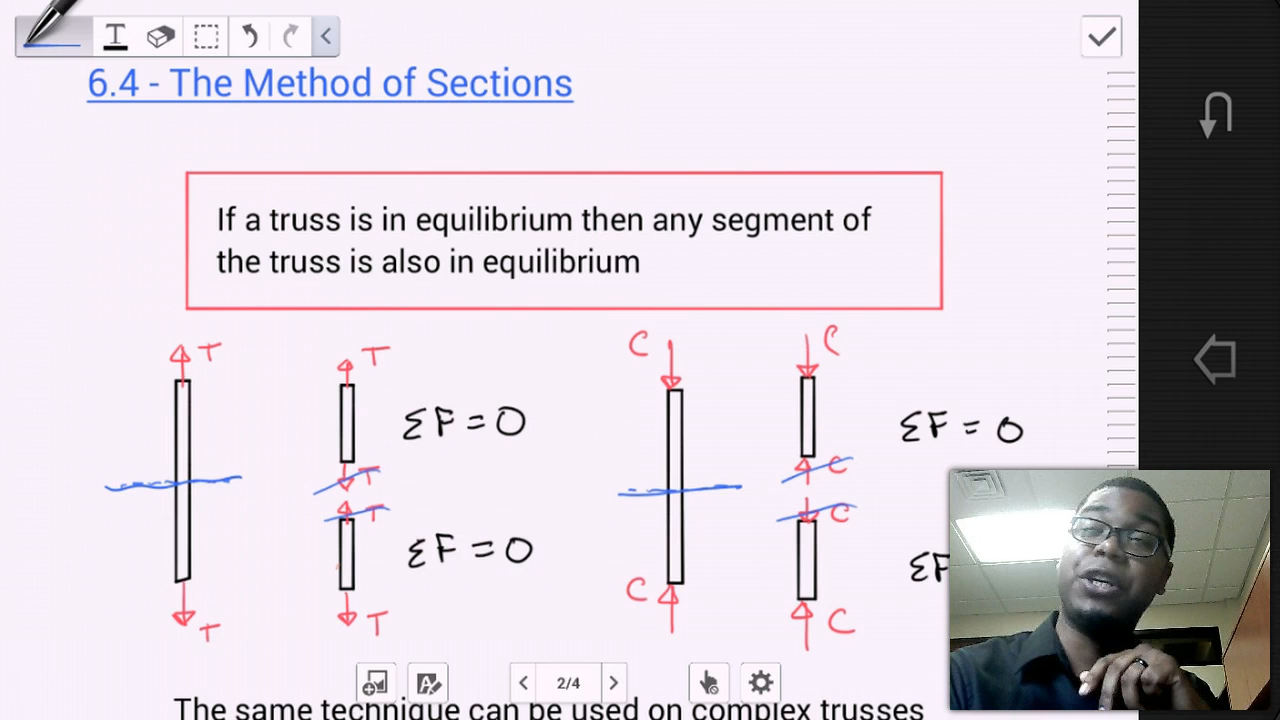 T
6.4 - The Method of Sections
If a truss is in equilibrium then any segment of
the truss is also in equilibrium
T
T
C
C
ΣF = 0
ΣF = 0
T
C
T
C
ΣF = 0
ΣF
C
T
T
C
2/4
The same technique can be used on complex trusses